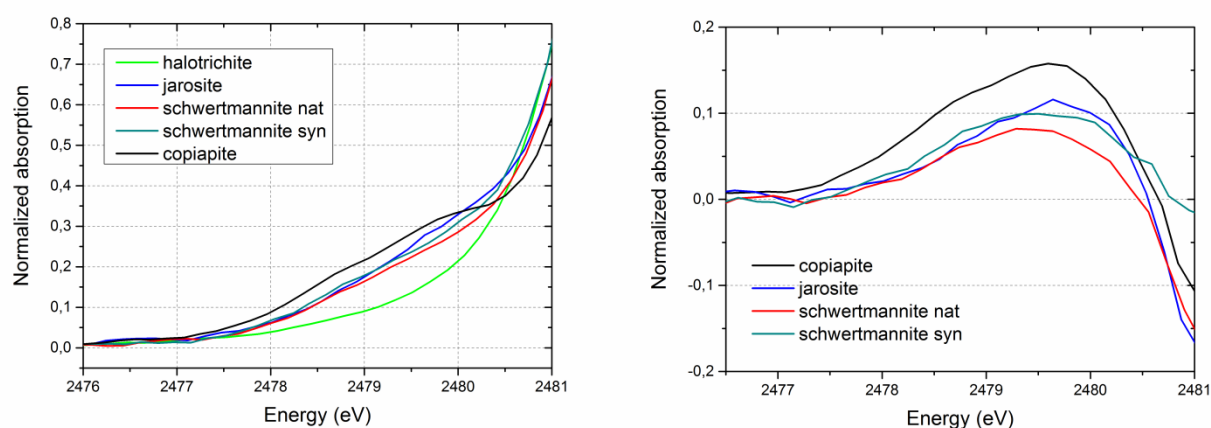 0,8
0,7
0,6
0,5
0,4
0,3
0,2
0,1
0,0
Normalized absorption
halotrichite
jarosite
schwertmannite nat
schwertmannite syn
copiapite
2476 2477 2478 2479 2480 2481
Energy (eV)
0,2
0,1
0,0
-0,1
-0,2
Normalized absorption
copiapite
jarosite
schwertmannite nat
schwertmannite syn
2477 2478 2479 2480 2481
Energy (eV)